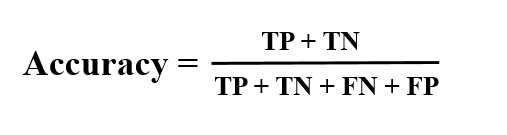 Accuracy = TP + TN
TP + TN + FN + FP